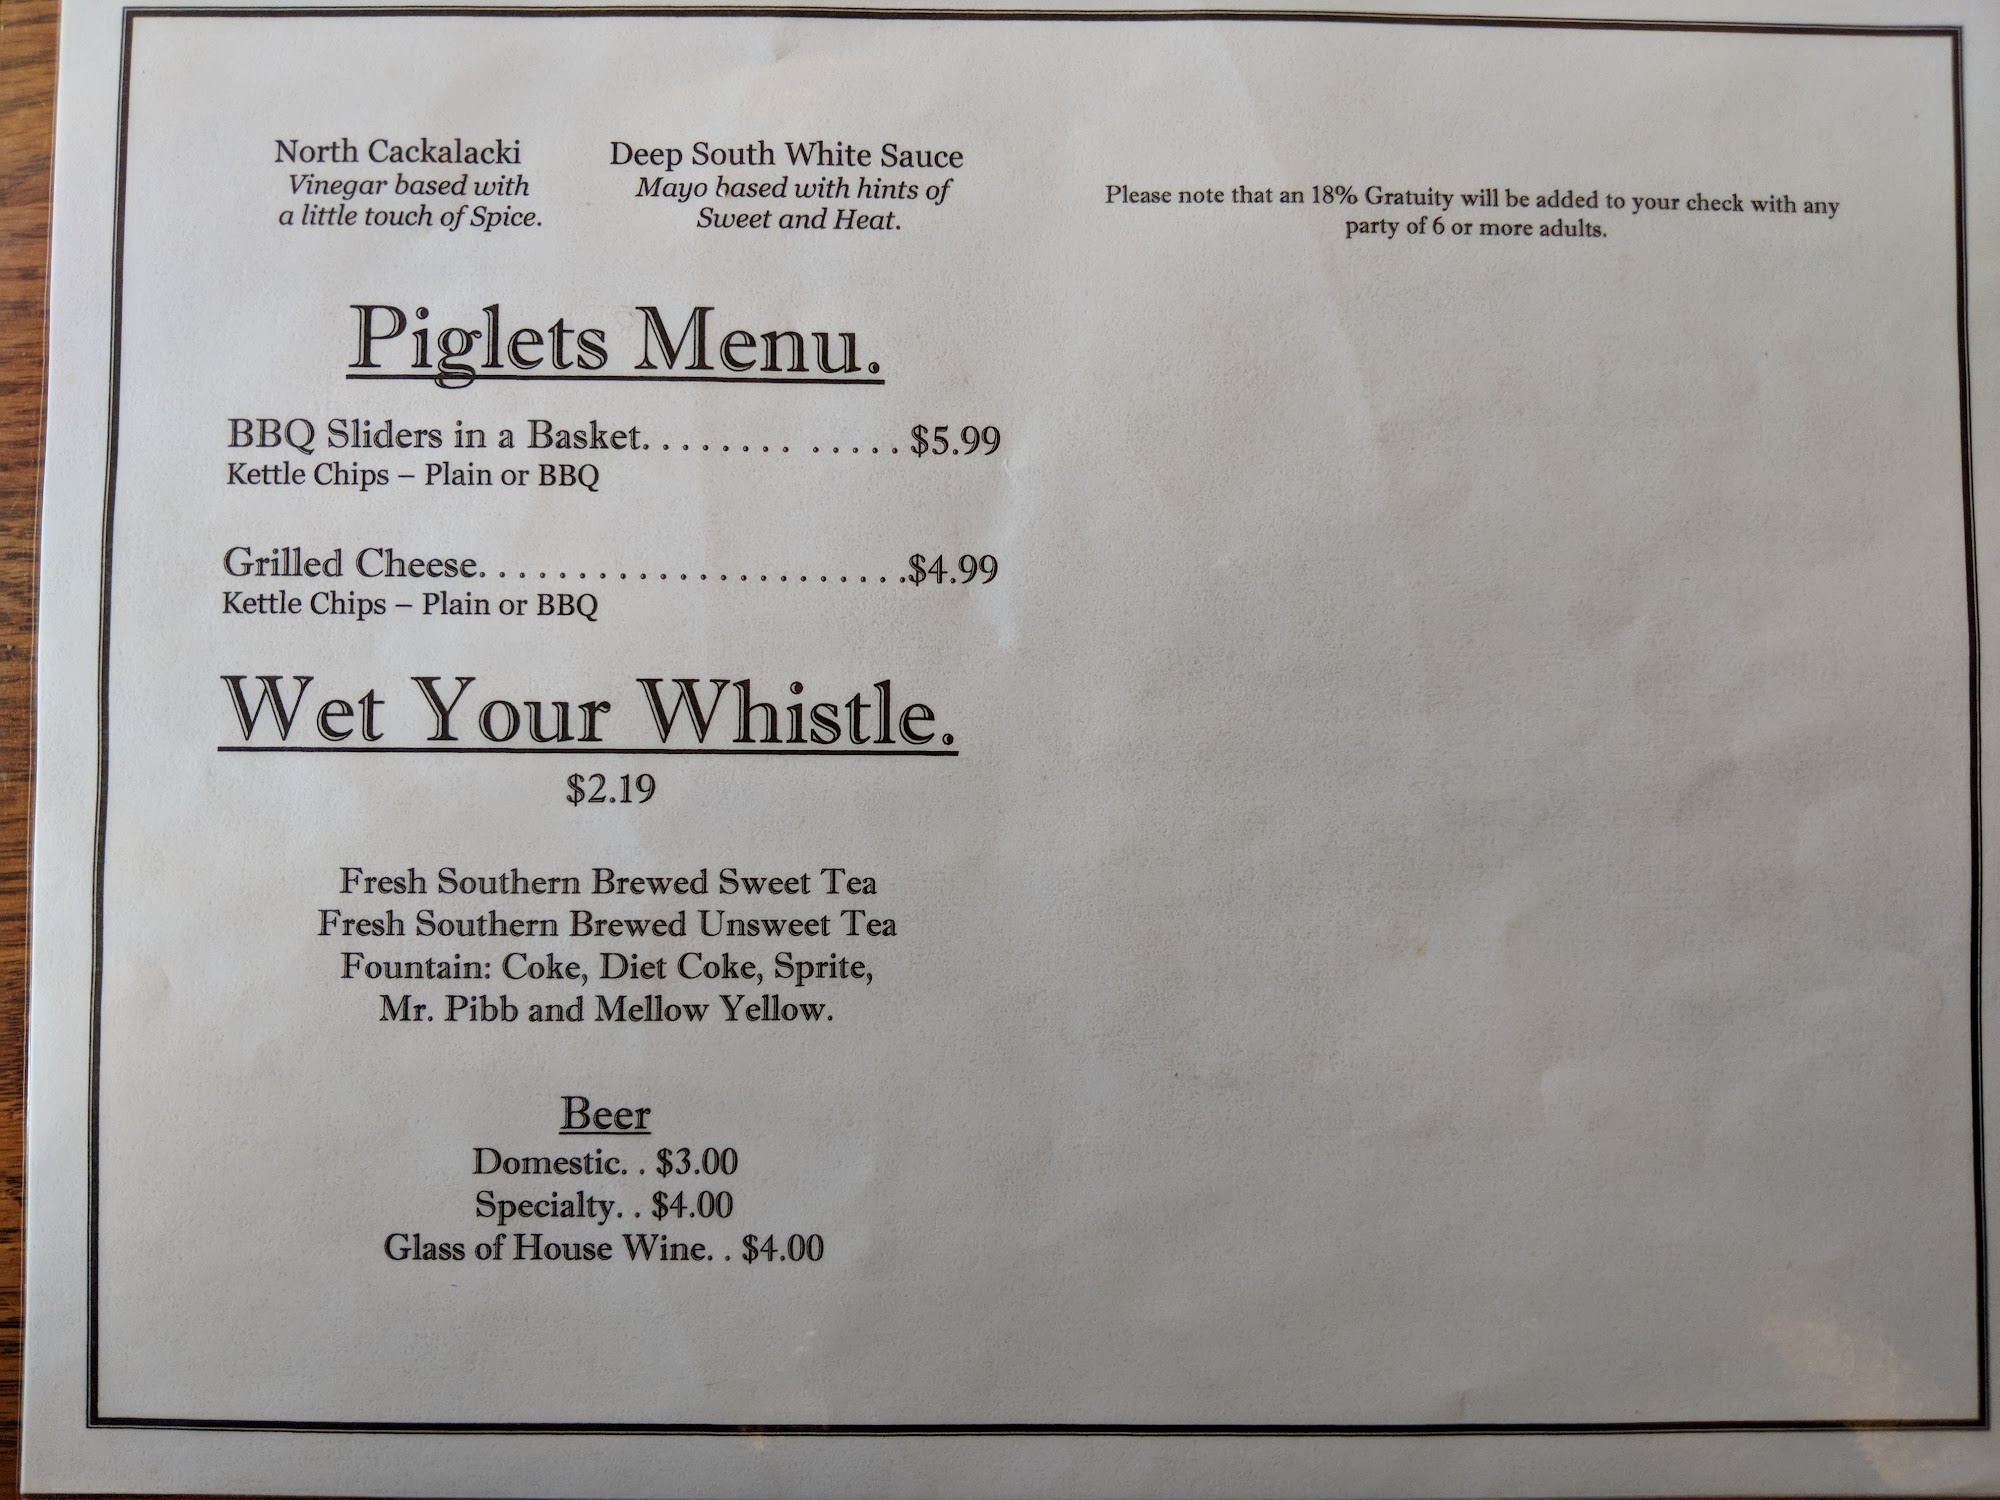 North Cackalacki
Vinegar based with
a little touch of Spice.
Deep South White Sauce
Mayo based with hints of
Sweet and Heat.
Please note that an 18% Gratuity will be added to your check with any
party of 6 or more adults.
Piglets Menu.
BBQ Sliders in a Basket. . . . . . . .  . . . . . $5.99
Kettle Chips – Plain or BBQ
Grilled Cheese. . . . . . . . . . . . . . . . . . . . . . .$4.99
Kettle Chips – Plain or BBQ
Wet Your Whistle.
$2.19
Fresh Southern Brewed Sweet Tea
Fresh Southern Brewed Unsweet Tea
Fountain: Coke, Diet Coke, Sprite,
Mr. Pibb and Mellow Yellow.
Beer
Domestic. . $3.00
Specialty. . $4.00
Glass of House Wine. . $4.00